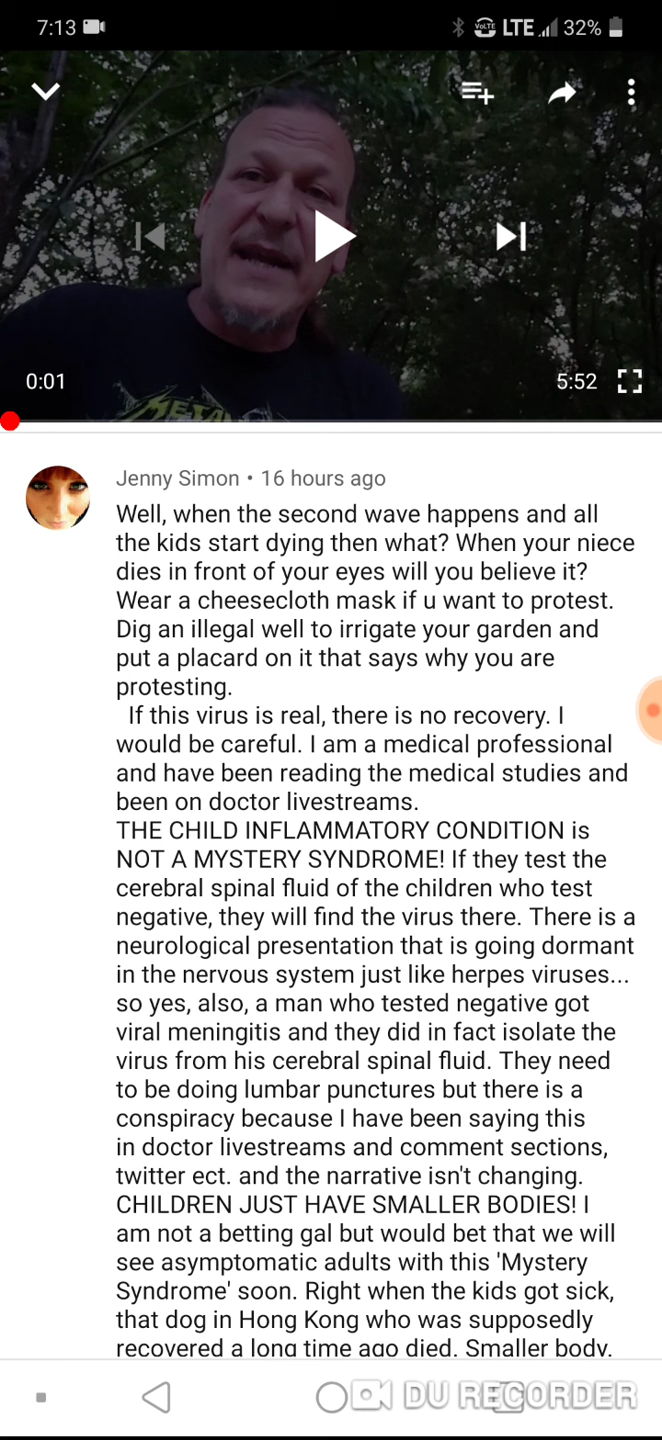 7:13 VoLTE LTE 32%
0:01 5:52
Jenny Simon • 16 hours ago
Well, when the second wave happens and all
the kids start dying then what? When your niece
dies in front of your eyes will you believe it?
Wear a cheesecloth mask if u want to protest.
Dig an illegal well to irrigate your garden and
put a placard on it that says why you are
protesting.
If this virus is real, there is no recovery. I
would be careful. I am a medical professional
and have been reading the medical studies and
been on doctor livestreams.
THE CHILD INFLAMMATORY CONDITION is
NOT A MYSTERY SYNDROME! If they test the
cerebral spinal fluid of the children who test
negative, they will find the virus there. There is a
neurological presentation that is going dormant
in the nervous system just like herpes viruses...
so yes, also, a man who tested negative got
viral meningitis and they did in fact isolate the
virus from his cerebral spinal fluid. They need
to be doing lumbar punctures but there is a
conspiracy because I have been saying this
in doctor livestreams and comment sections,
twitter ect. and the narrative isn't changing.
CHILDREN JUST HAVE SMALLER BODIES! I
am not a betting gal but would bet that we will
see asymptomatic adults with this 'Mystery
Syndrome' soon. Right when the kids got sick,
that dog in Hong Kong who was supposedly
recovered a long time ago died. Smaller body.
DU RECORDER